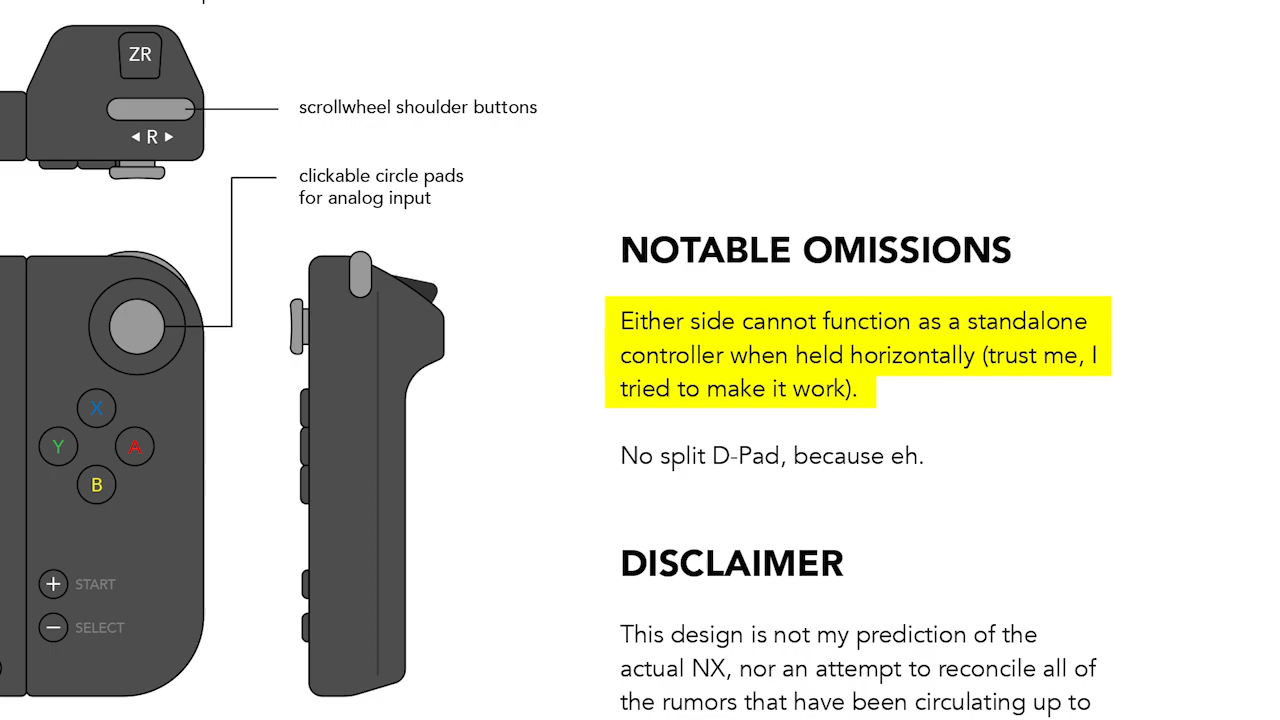 ZR
scrollwheel shoulder buttons
◄ R ►
clickable circle pads
for analog input
X
Y A
B
+ START
− SELECT
NOTABLE OMISSIONS
Either side cannot function as a standalone
controller when held horizontally (trust me, I
tried to make it work).
No split D-Pad, because eh.
DISCLAIMER
This design is not my prediction of the
actual NX, nor an attempt to reconcile all of
the rumors that have been circulating up to